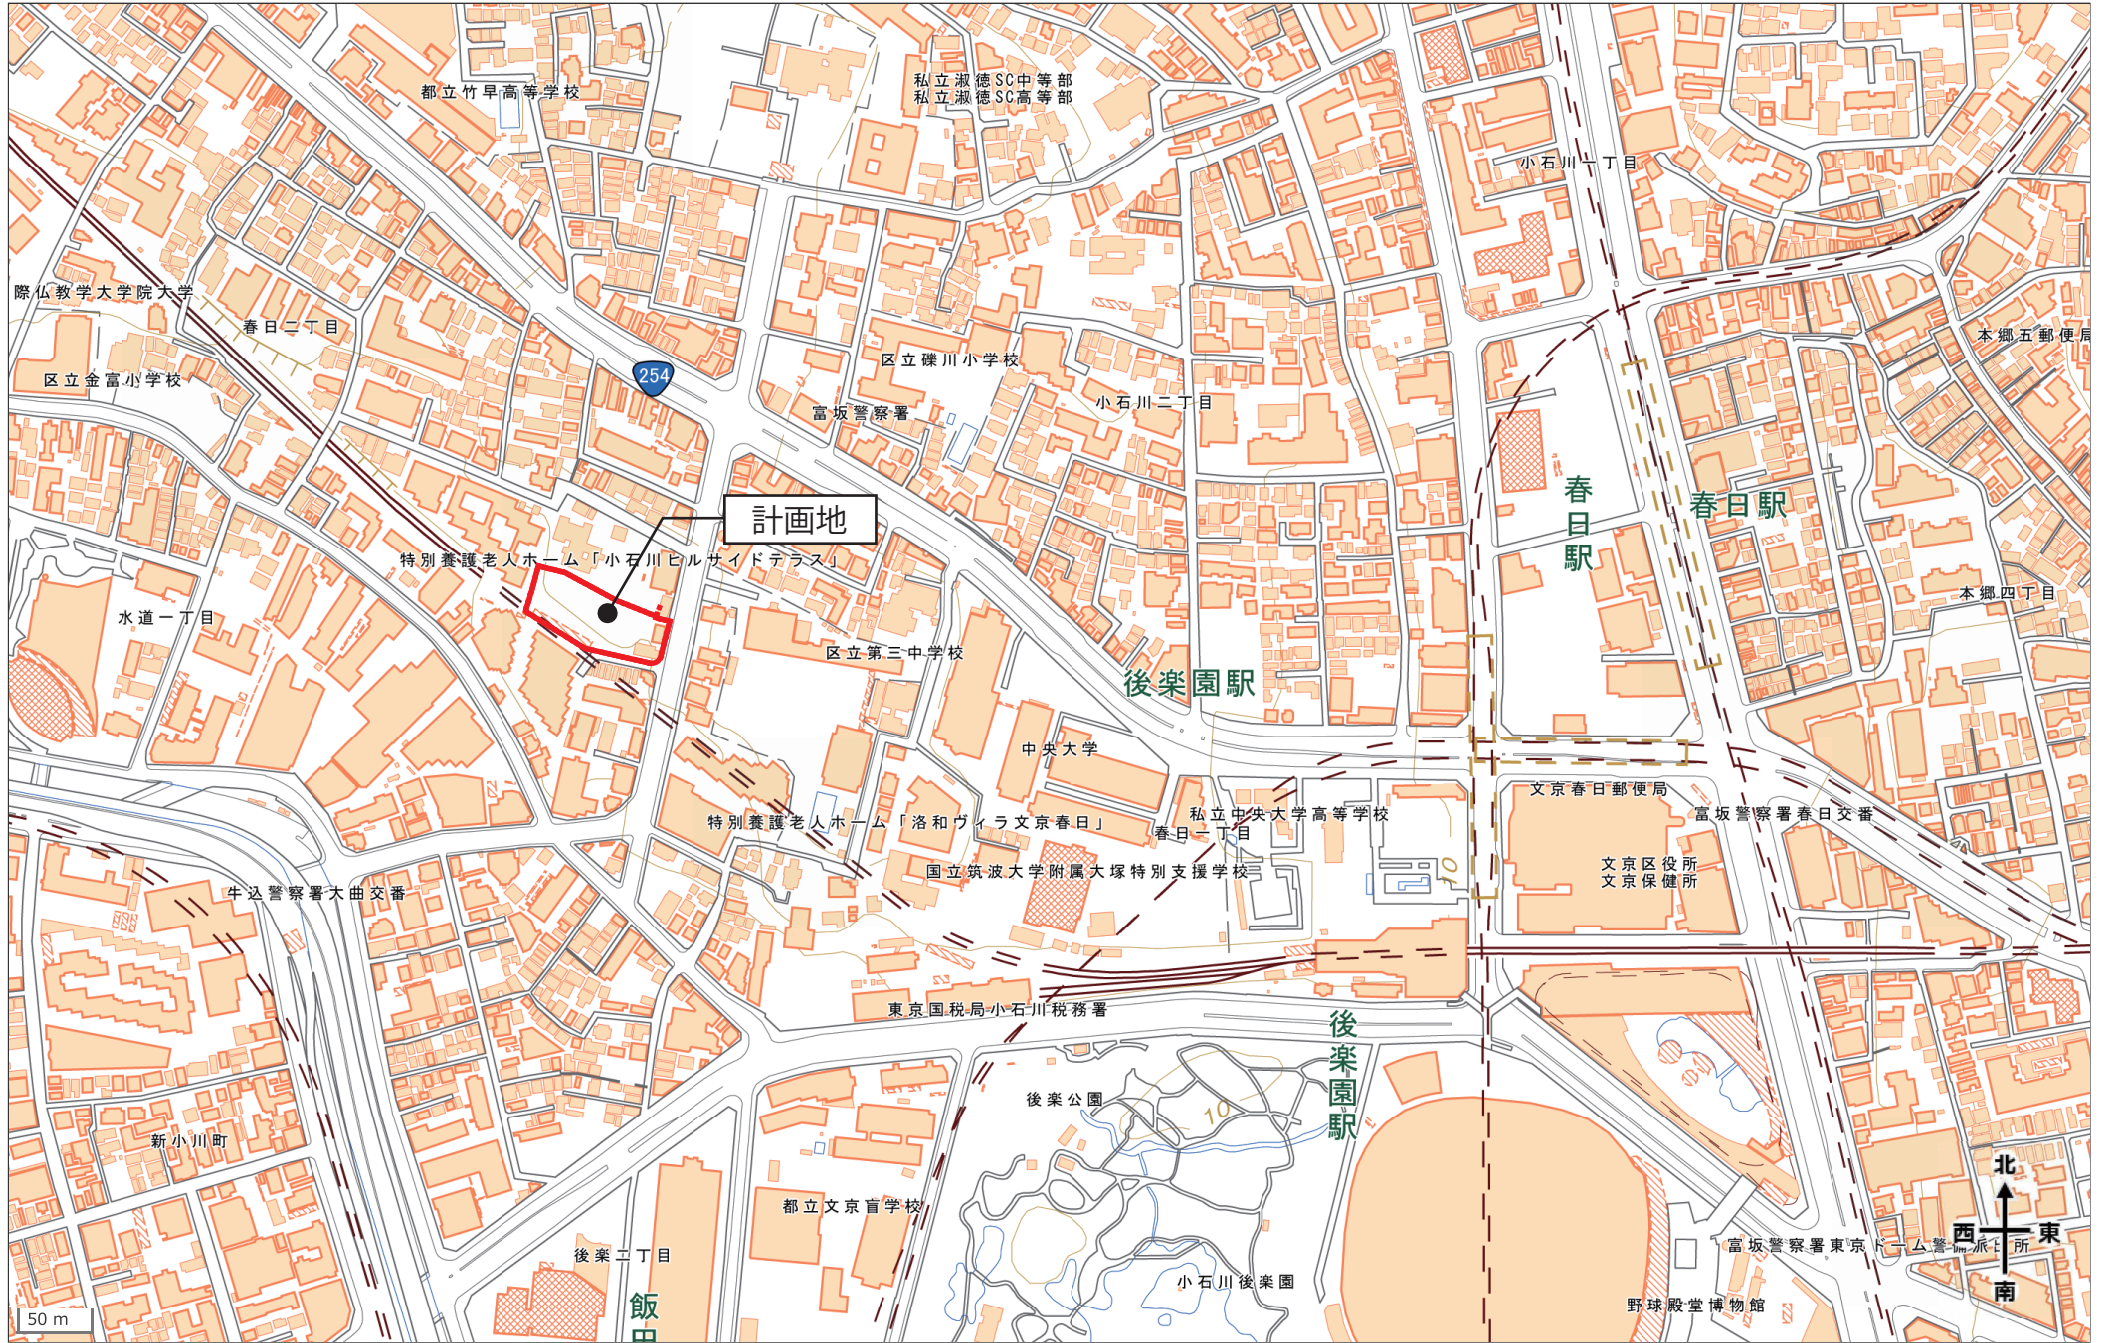 私立淑徳SC中等部
私立淑徳SC高等部
都立竹早高等学校
小石川一丁目
際仏教学大学院大学
春日二丁目
本郷五郵便局
区立礫川小学校
254
区立金富小学校
小石川二丁目
富坂警察署
春日駅
春日駅
計画地
特別養護老人ホーム「小石川ヒルサイドテラス」
本郷四丁目
水道一丁目
区立第三中学校
後楽園駅
中央大学
文京春日郵便局
私立中央大学高等学校
富坂警察署春日交番
特別養護老人ホーム「洛和ヴィラ文京春日」
春日一丁目
文京区役所
文京保健所
国立筑波大学附属大塚特別支援学校
10
牛込警察署大曲交番
東京国税局小石川税務署
後楽園駅
後楽公園
10
新小川町
北
西
東
南
都立文京盲学校
富坂警察署東京ドーム警備派出所
後楽二丁目
小石川後楽園
野球殿堂博物館
飯田
50 m